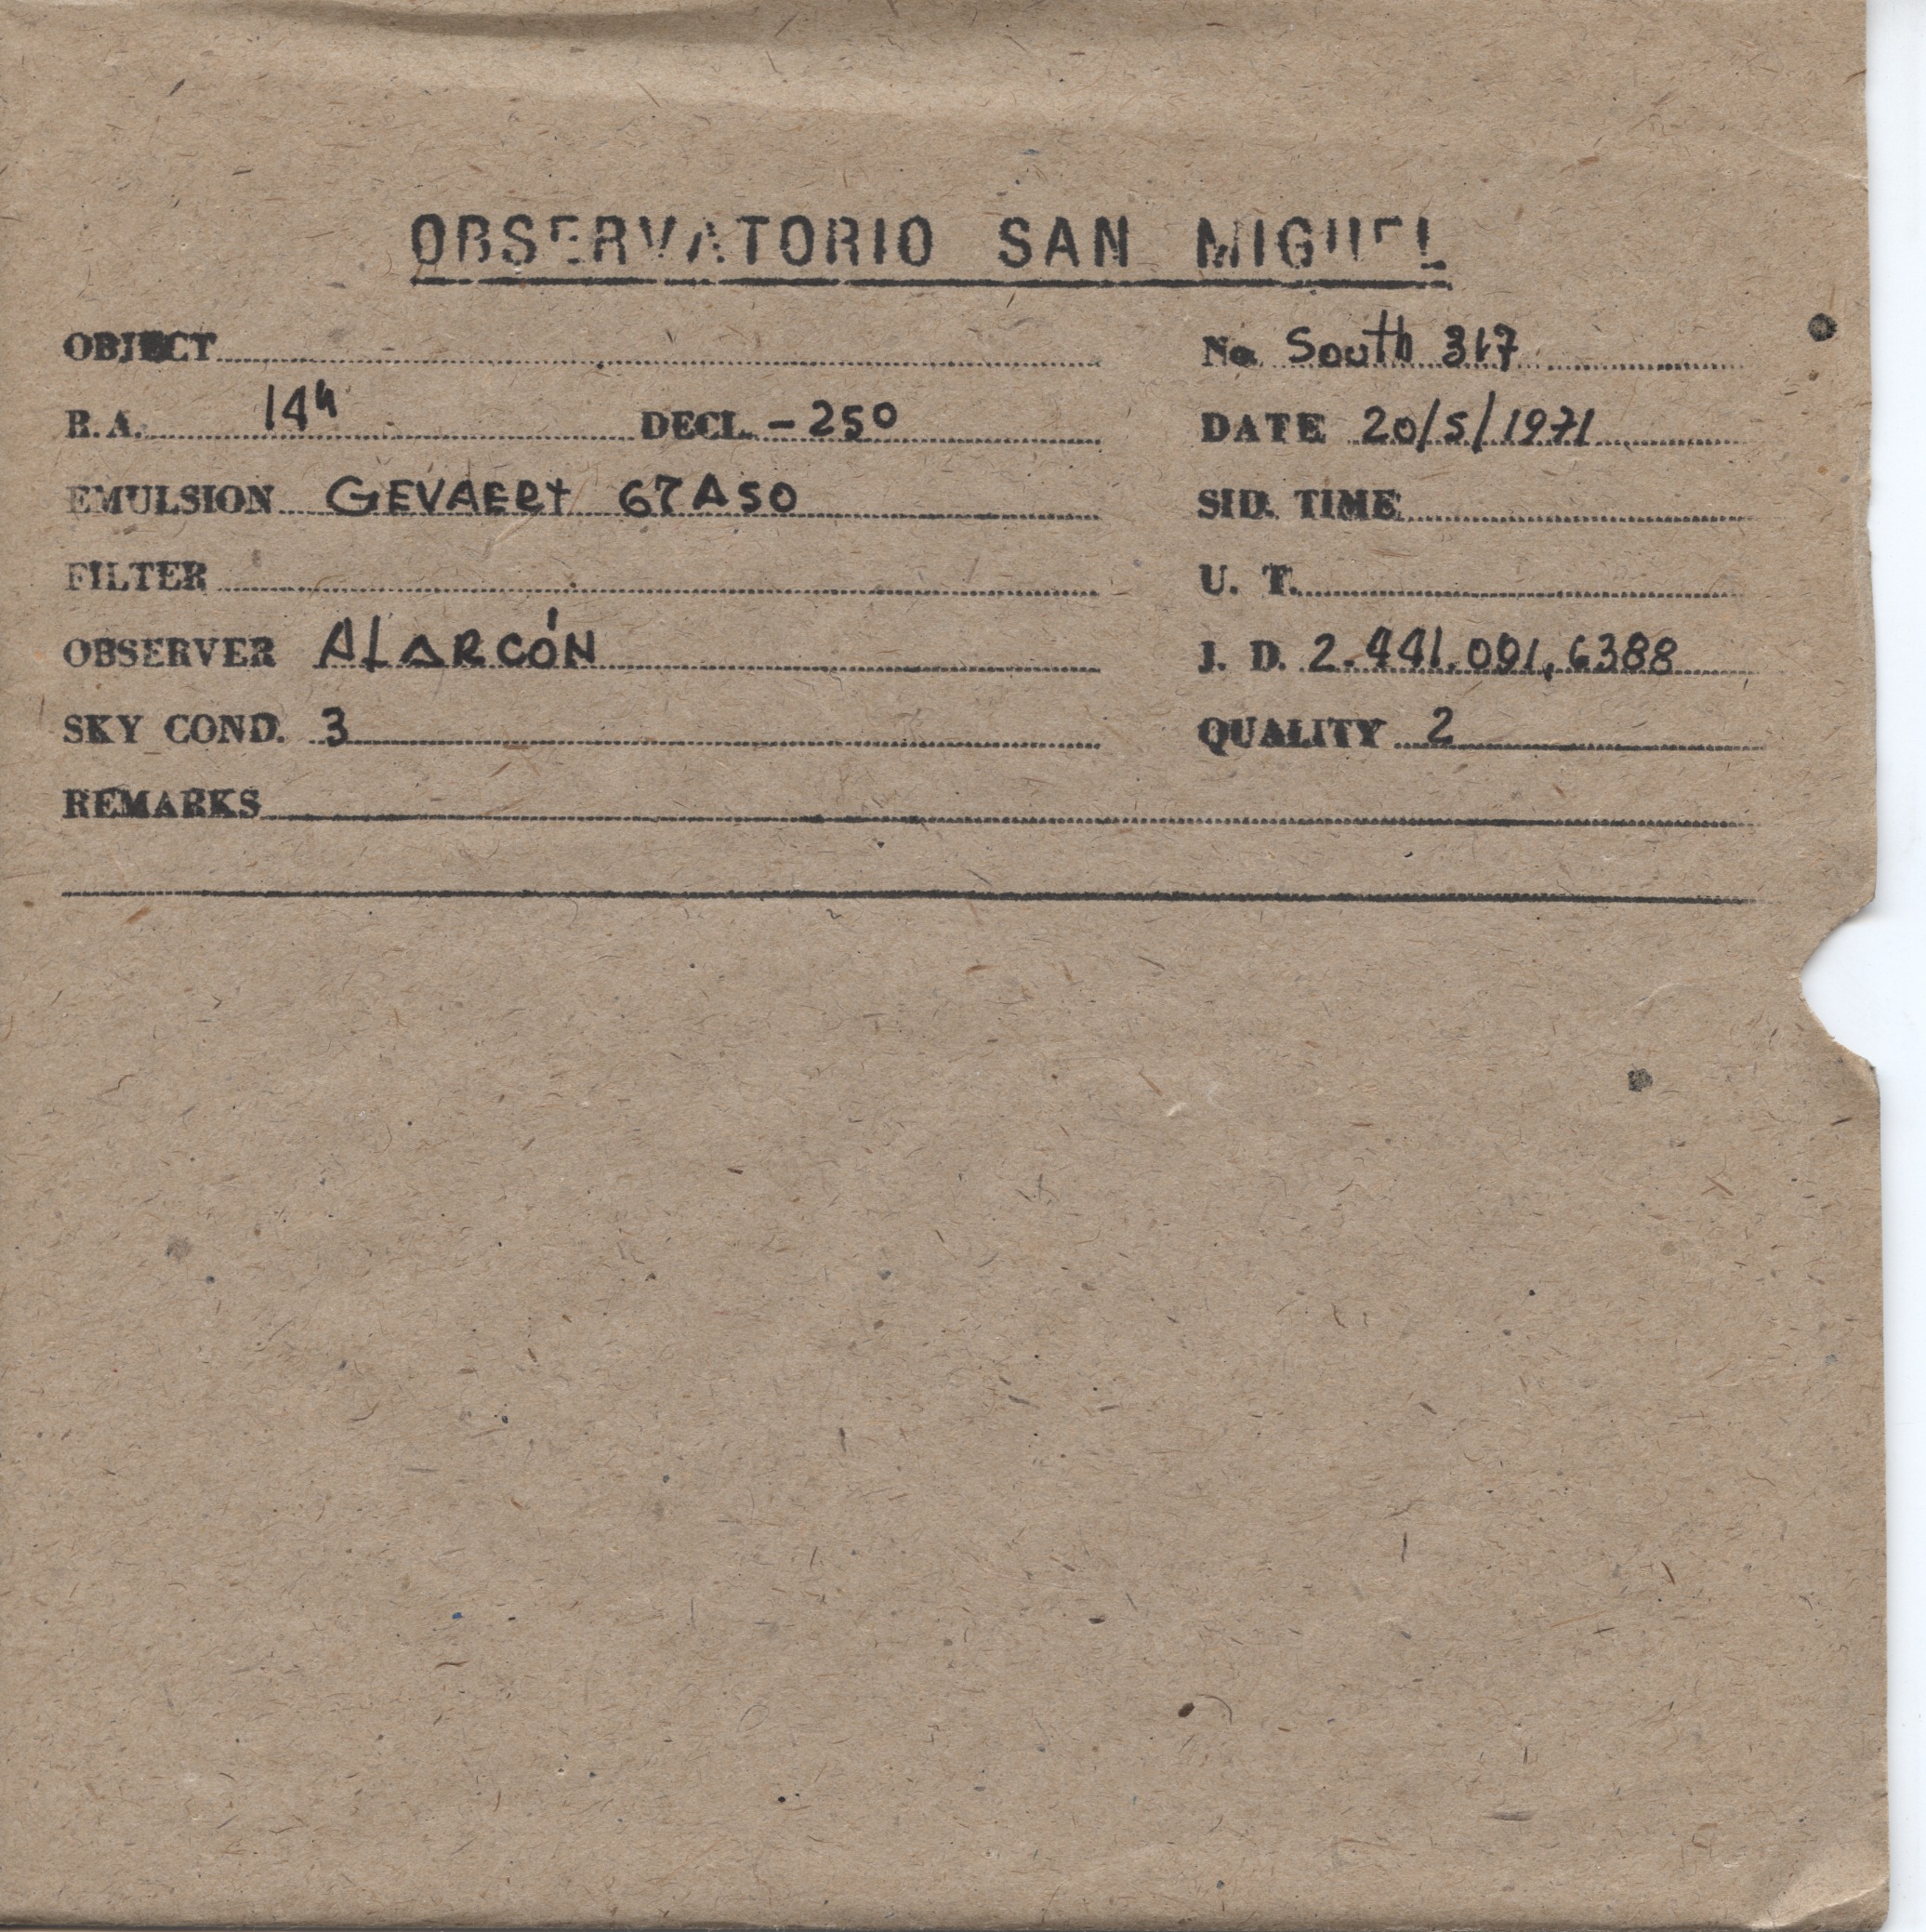 OBSERVATORIO SAN MIGUEL
OBJECT No. South 317
R.A. 14h DECL. -25° DATE 20/5/1971
EMULSION GEVAERT 67A50 SID. TIME
FILTER U. T.
OBSERVER ALARCÓN J. D. 2.441.091,6388
SKY COND. 3 QUALITY 2
REMARKS